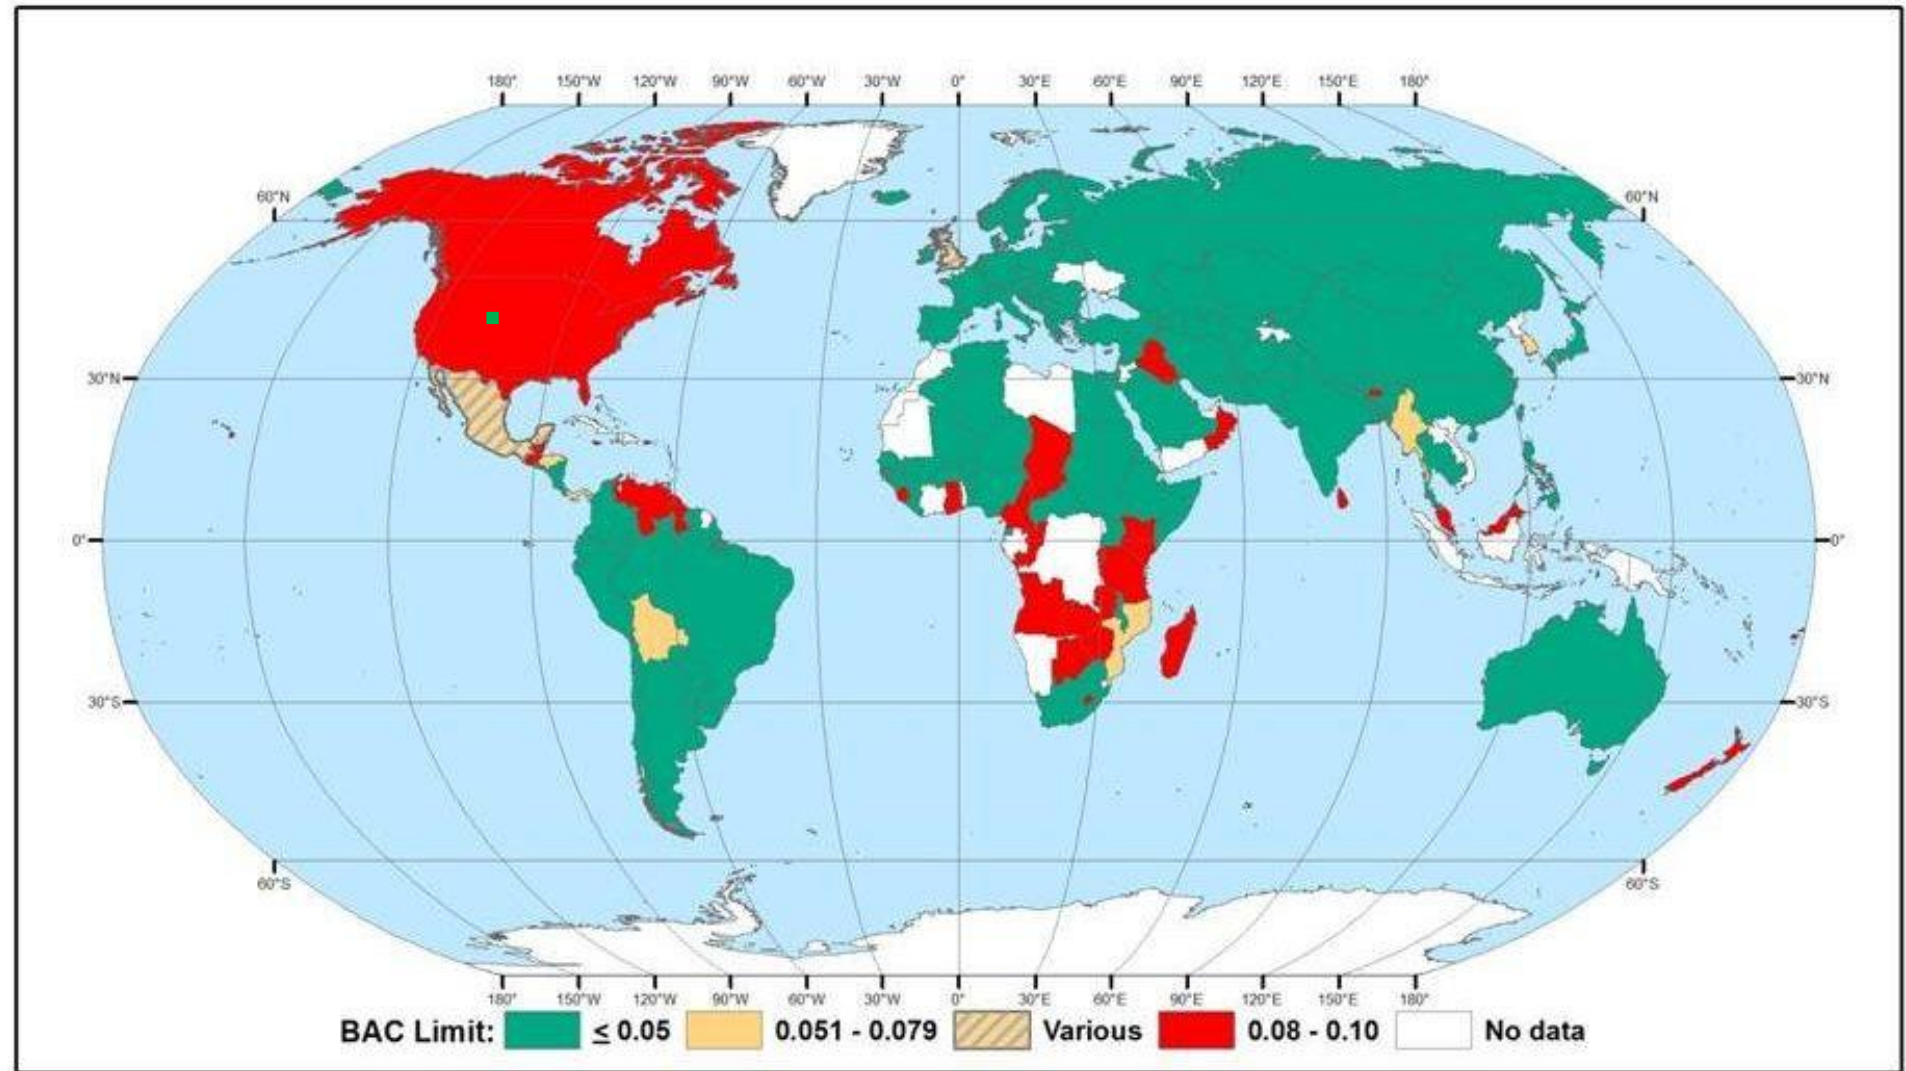 180° 150°W 120°W 90°W 60°W 30°W 0° 30°E 60°E 90°E 120°E 150°E 180°
60°N 60°N
30°N 30°N
0° 0°
30°S 30°S
60°S 60°S
180° 150°W 120°W 90°W 60°W 30°W 0° 30°E 60°E 90°E 120°E 150°E 180°
BAC Limit: ≤ 0.05 0.051 - 0.079 Various 0.08 - 0.10 No data